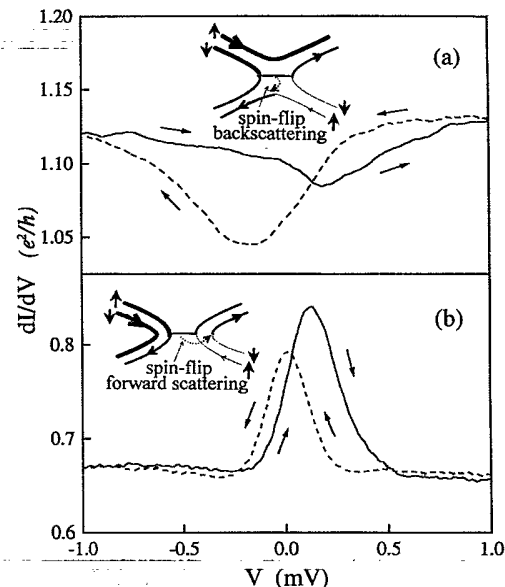 1.20
(a)
1.15
spin-flip
backscattering
1.10
1.05
dI/dV (e²/h)
(b)
0.8
spin-flip
forward scattering
0.7
0.6
-1.0 -0.5 0.0 0.5 1.0
V (mV)